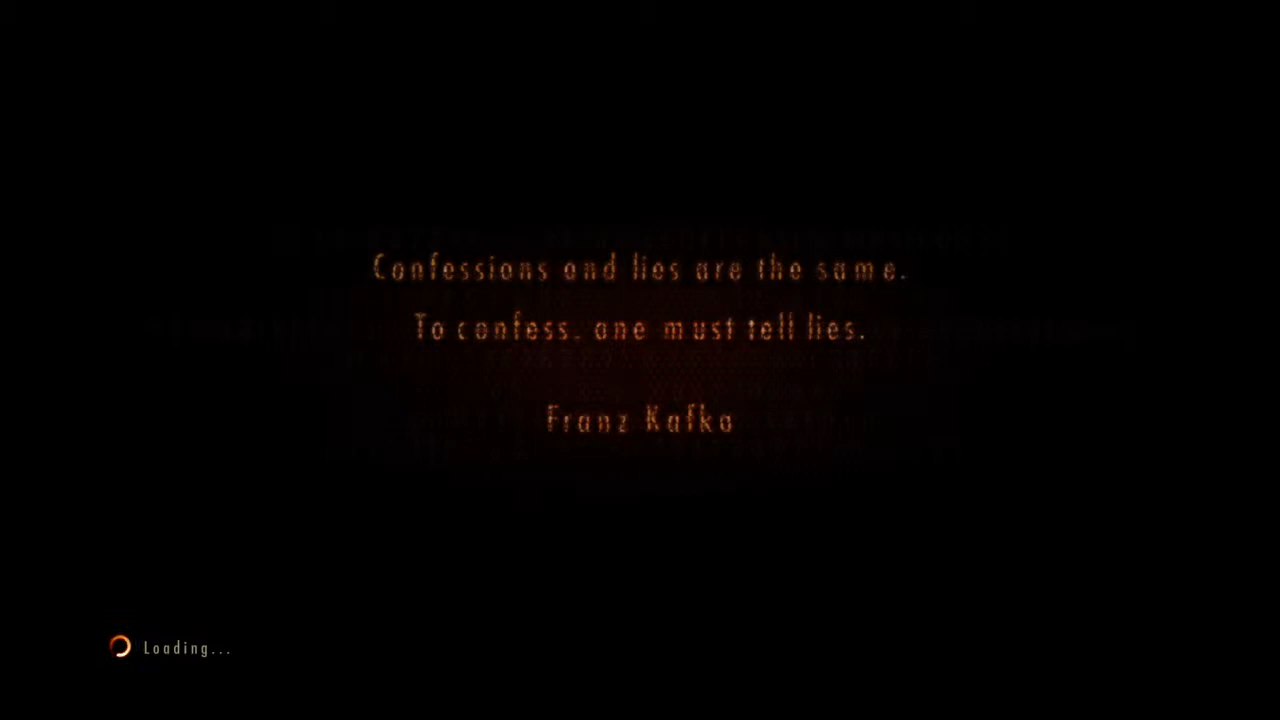 Confessions and lies are the same.
To confess, one must tell lies.
Franz Kafka
Loading...